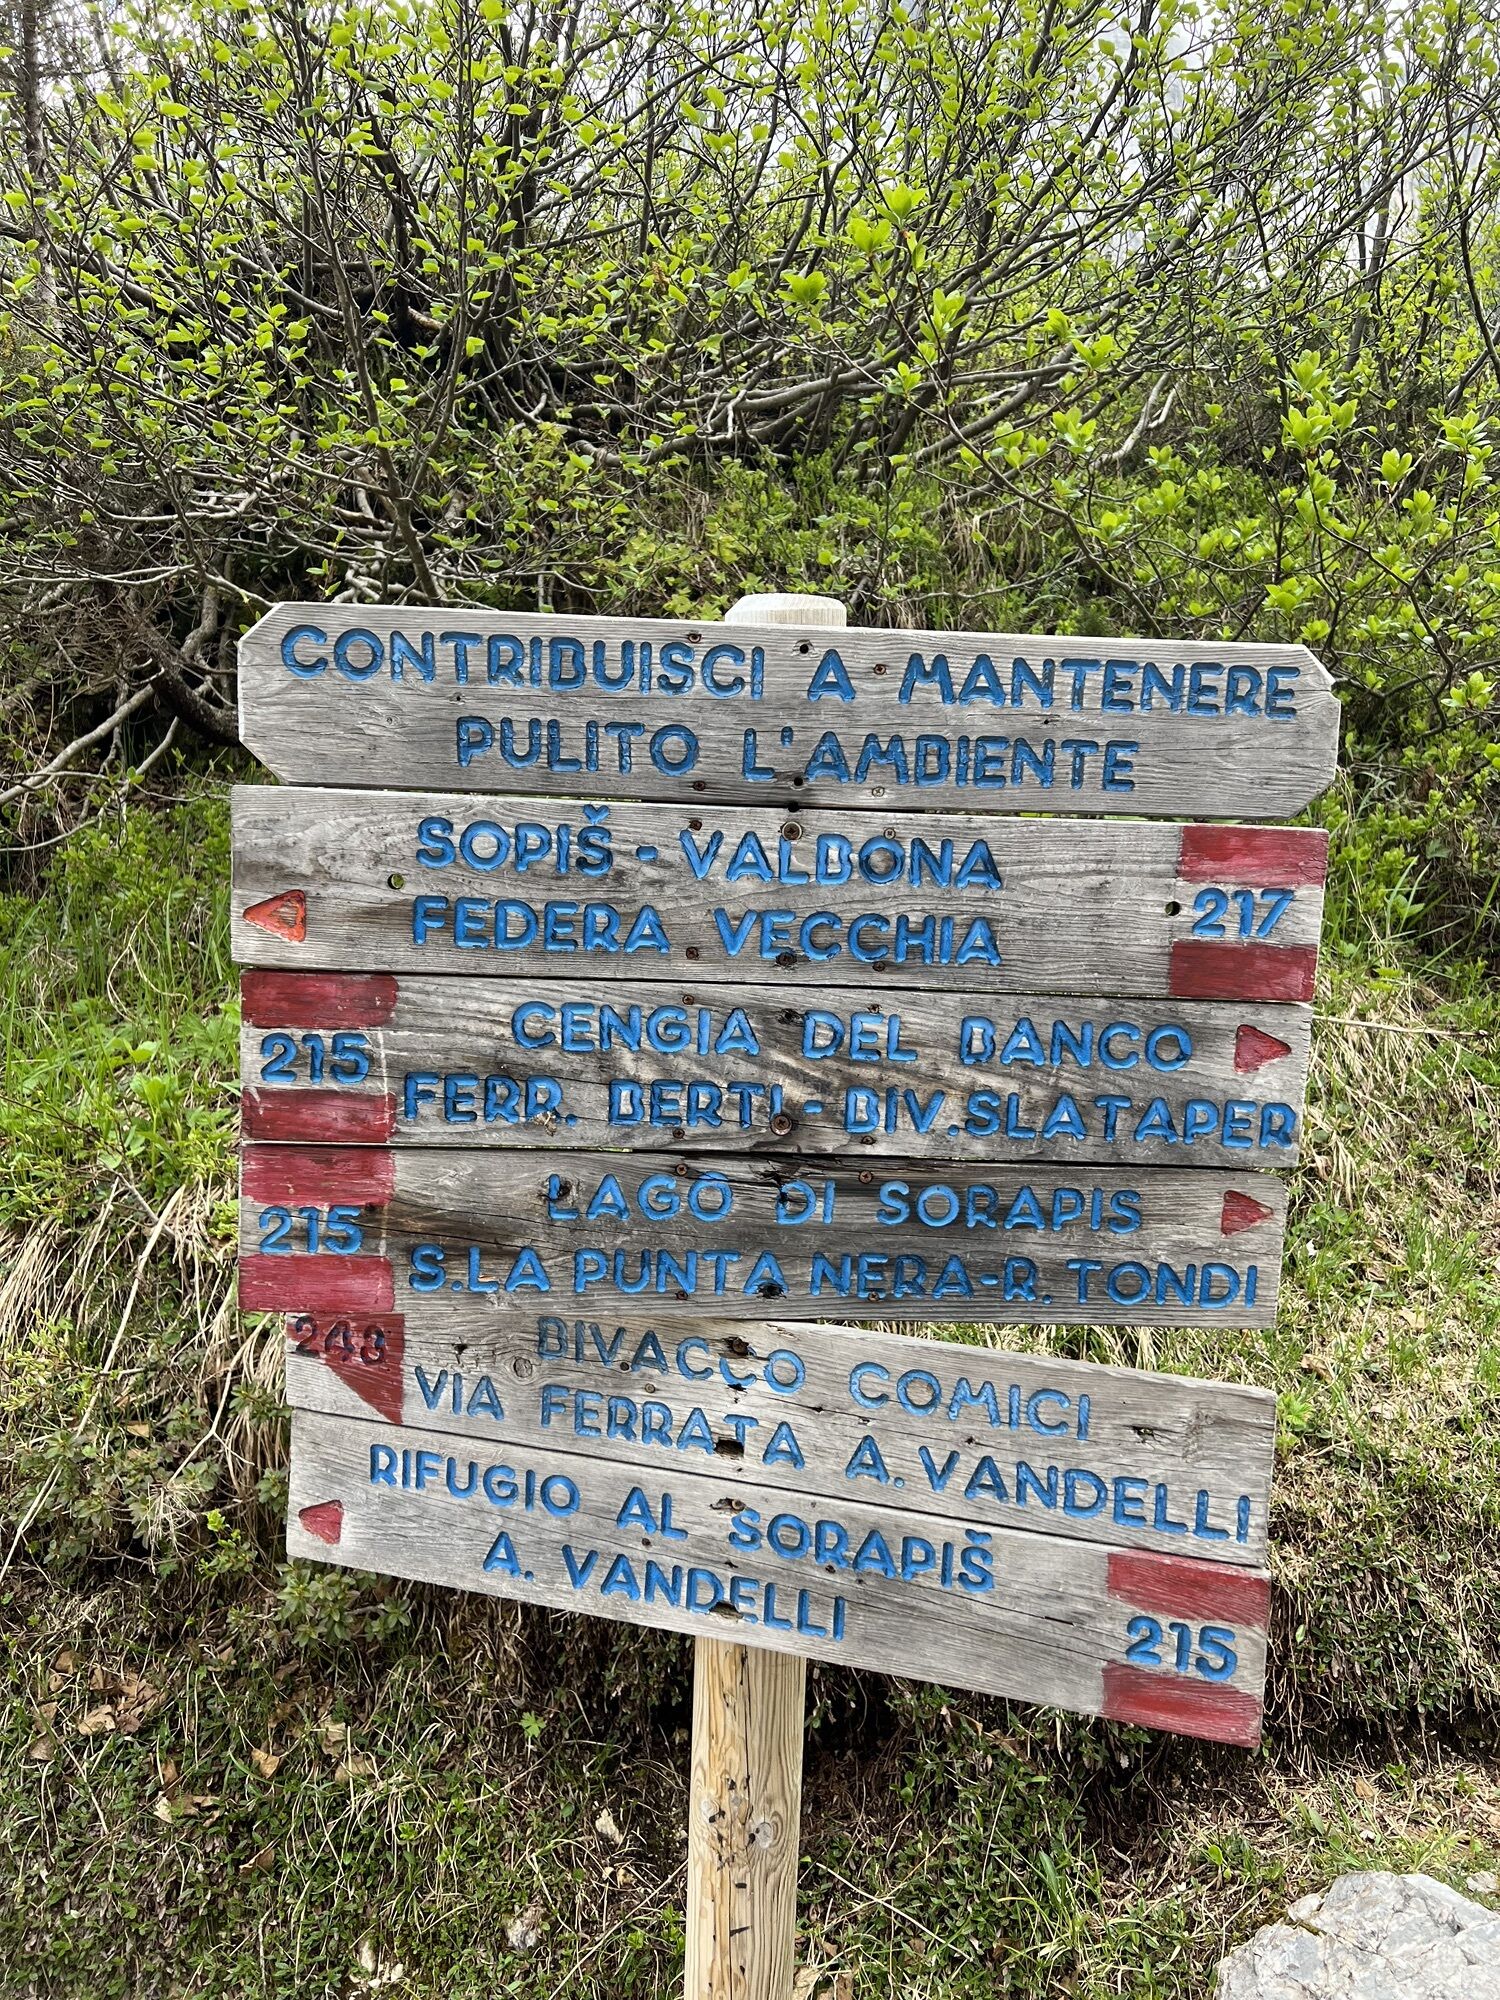 CONTRIBUISCI A MANTENERE
PULITO L'AMBIENTE
SOPIŠ - VALBONA
FEDERA VECCHIA
217
CENGIA DEL BANCO
215
FERR. BERTI - BIV.SLATAPER
LAGO DI SORAPIS
215
S.LA PUNTA NERA-R. TONDI
243
BIVACCO COMICI
VIA FERRATA A.VANDELLI
RIFUGIO AL SORAPIŠ
A. VANDELLI
215